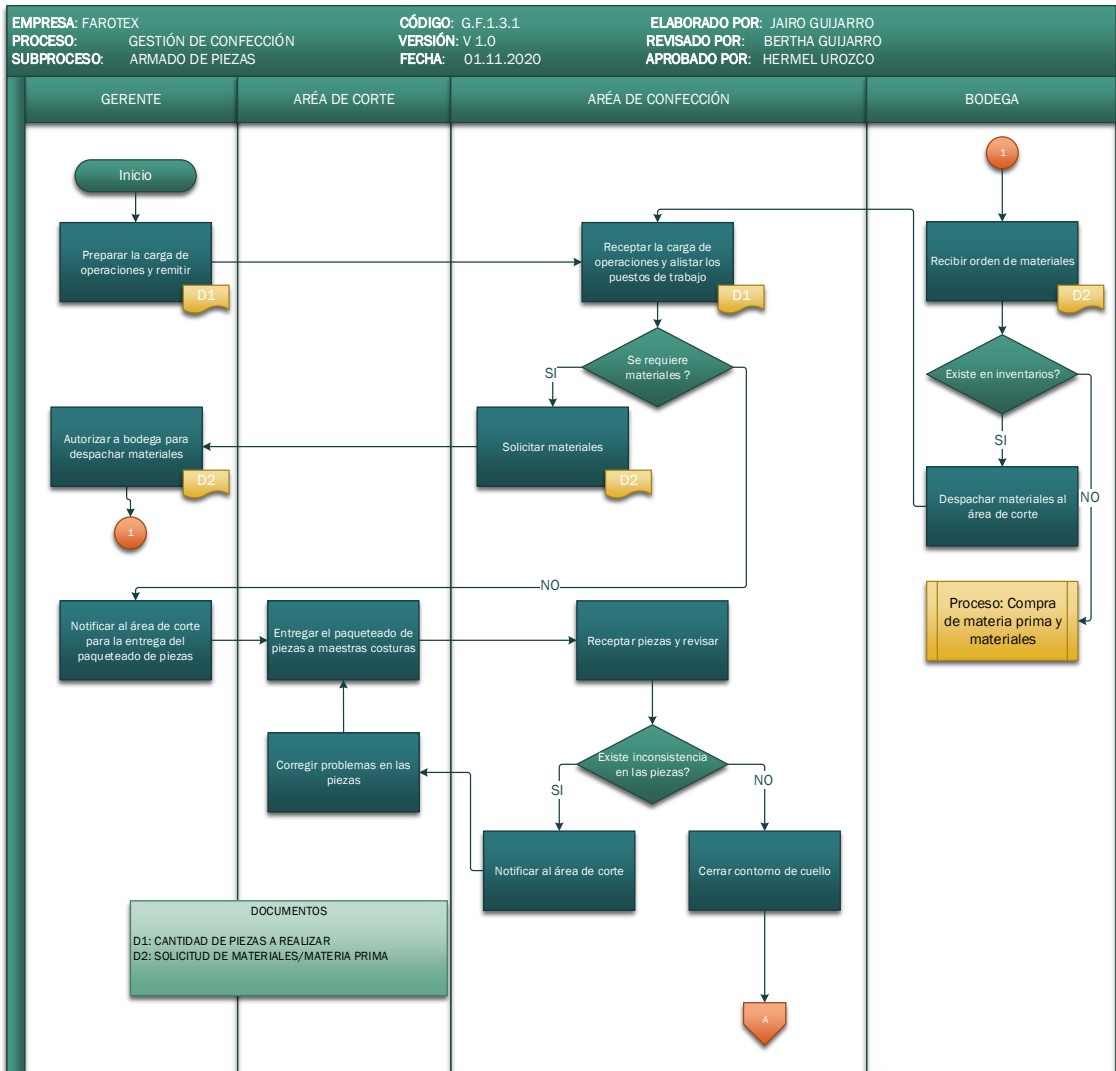 EMPRESA: FAROTEX
PROCESO: GESTIÓN DE CONFECCIÓN
SUBPROCESO: ARMADO DE PIEZAS
CÓDIGO: G.F.1.3.1
VERSIÓN: V 1.0
FECHA: 01.11.2020
ELABORADO POR: JAIRO GUIJARRO
REVISADO POR: BERTHA GUIJARRO
APROBADO POR: HERMEL UROZCO
GERENTE
ARÉA DE CORTE
ARÉA DE CONFECCIÓN
BODEGA
Inicio
1
Preparar la carga de
operaciones y remitir
D1
Receptar la carga de
operaciones y alistar los
puestos de trabajo
D1
Recibir orden de materiales
D2
Se requiere
materiales ?
SI
Existe en inventarios?
SI
NO
Autorizar a bodega para
despachar materiales
D2
1
Solicitar materiales
D2
Despachar materiales al
área de corte
NO
Notificar al área de corte
para la entrega del
paqueteado de piezas
Entregar el paqueteado de
piezas a maestras costuras
Receptar piezas y revisar
Proceso: Compra
de materia prima y
materiales
Corregir problemas en las
piezas
Existe inconsistencia
en las piezas?
SI
NO
Notificar al área de corte
Cerrar contorno de cuello
DOCUMENTOS
D1: CANTIDAD DE PIEZAS A REALIZAR
D2: SOLICITUD DE MATERIALES/MATERIA PRIMA
A